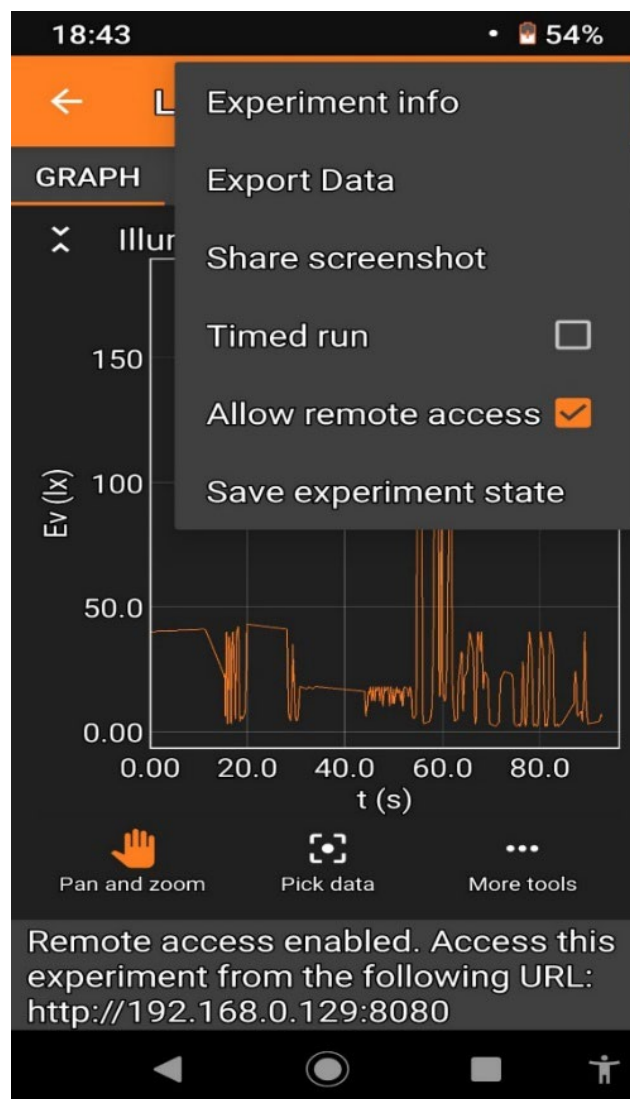 18:43
54%
L
Experiment info
GRAPH
Export Data
Illur
Share screenshot
Timed run
Allow remote access
Save experiment state
Ev (lx)
150
100
50.0
0.00
0.00 20.0 40.0 60.0 80.0
t (s)
Pan and zoom Pick data More tools
Remote access enabled. Access this
experiment from the following URL:
http://192.168.0.129:8080